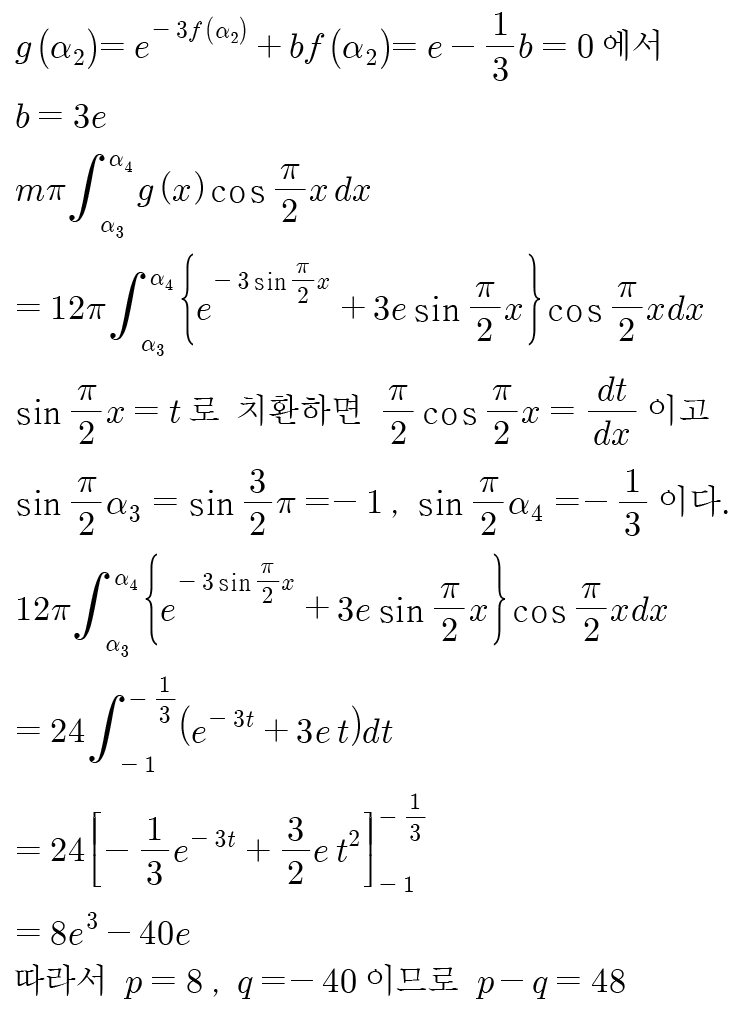 $g(\alpha_2) = e^{-3f(\alpha_2)} + bf(\alpha_2) = e - \frac{1}{3}b = 0$ 에서
$b = 3e$
$m\pi \int_{\alpha_3}^{\alpha_4} g(x) \cos \frac{\pi}{2}x \, dx$
$= 12\pi \int_{\alpha_3}^{\alpha_4} \left\{ e^{-3\sin\frac{\pi}{2}x} + 3e \sin \frac{\pi}{2}x \right\} \cos \frac{\pi}{2}x dx$
$\sin \frac{\pi}{2}x = t$ 로 치환하면 $\frac{\pi}{2} \cos \frac{\pi}{2}x = \frac{dt}{dx}$ 이고
$\sin \frac{\pi}{2}\alpha_3 = \sin \frac{3}{2}\pi = -1$, $\sin \frac{\pi}{2}\alpha_4 = -\frac{1}{3}$ 이다.
$12\pi \int_{\alpha_3}^{\alpha_4} \left\{ e^{-3\sin\frac{\pi}{2}x} + 3e \sin \frac{\pi}{2}x \right\} \cos \frac{\pi}{2}x dx$
$= 24 \int_{-1}^{-\frac{1}{3}} (e^{-3t} + 3e\,t) dt$
$= 24 \left[ -\frac{1}{3}e^{-3t} + \frac{3}{2}e\,t^2 \right]_{-1}^{-\frac{1}{3}}$
$= 8e^3 - 40e$
따라서 $p = 8$, $q = -40$ 이므로 $p - q = 48$